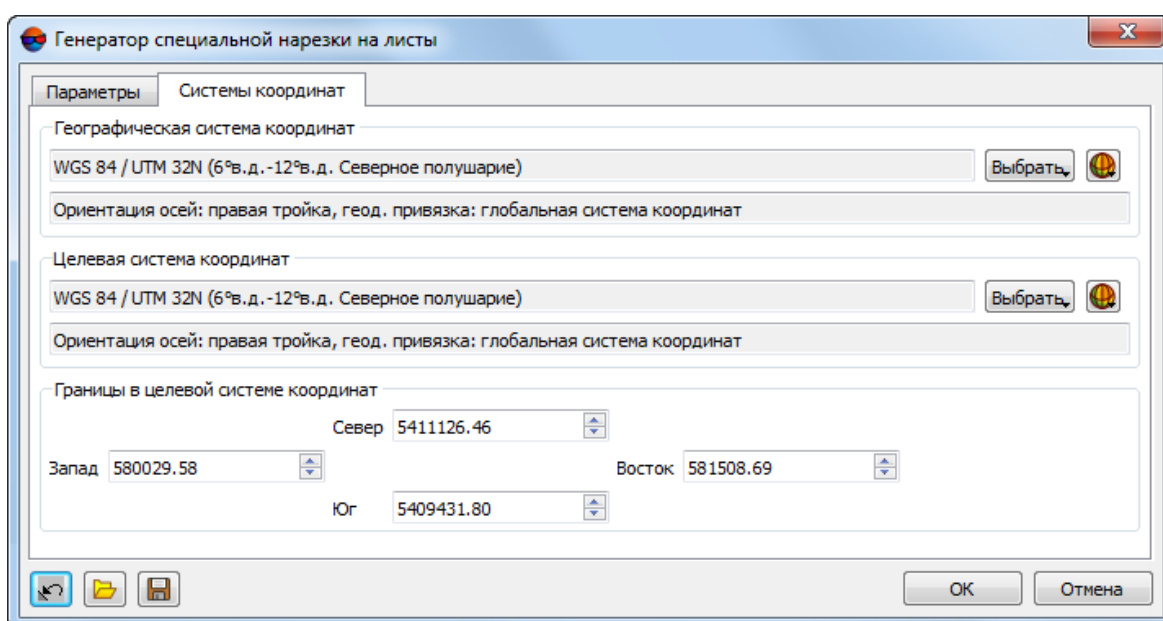 Генератор специальной нарезки на листы
Параметры Системы координат
Географическая система координат
WGS 84 / UTM 32N (6°в.д.-12°в.д. Северное полушарие) Выбрать
Ориентация осей: правая тройка, геод. привязка: глобальная система координат
Целевая система координат
WGS 84 / UTM 32N (6°в.д.-12°в.д. Северное полушарие) Выбрать
Ориентация осей: правая тройка, геод. привязка: глобальная система координат
Границы в целевой системе координат
Север 5411126.46
Запад 580029.58 Восток 581508.69
Юг 5409431.80
OK Отмена